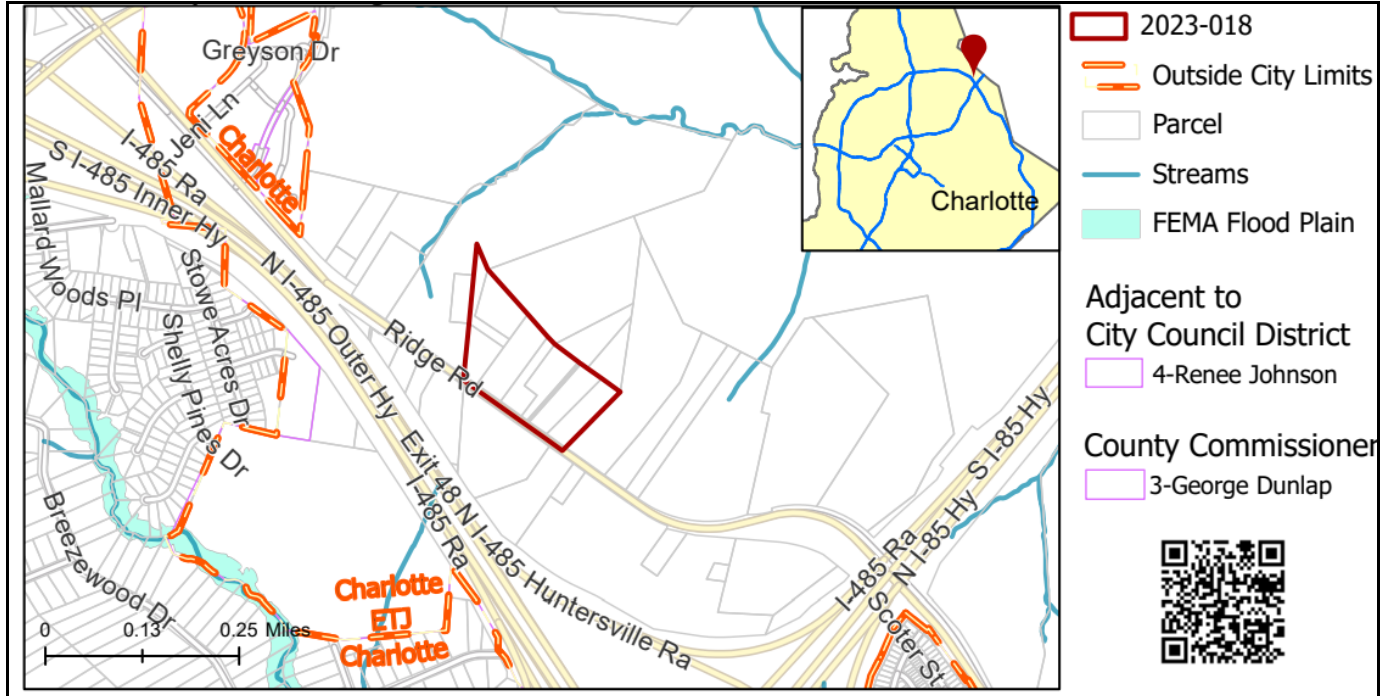 Greyson Dr
Jeni Ln
I-485 Ra
Charlotte
S I-485 Inner Hy
Mallard Woods Pl
Stowe Acres Dr
Shelly Pines Dr
N I-485 Outer Hy
Ridge Rd
Exit 48 N I-485 Huntersville Ra
I-485 Ra
Breezewood Dr
Charlotte
ETJ
Charlotte
0 0.13 0.25 Miles
S I-85 Hy
N I-85 Hy
I-485 Ra
Scoter St
Charlotte
2023-018
Outside City Limits
Parcel
Streams
FEMA Flood Plain
Adjacent to
City Council District
4-Renee Johnson
County Commissioner
3-George Dunlap